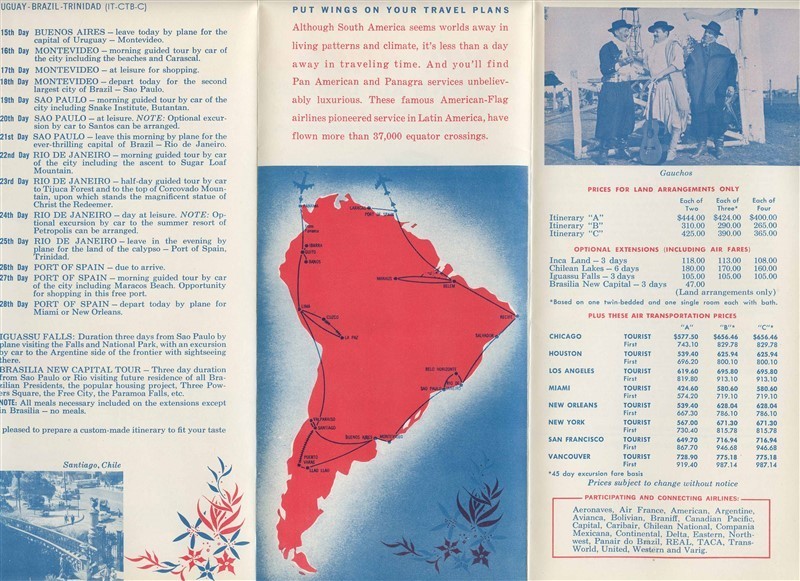 UGUAY-BRAZIL-TRINIDAD (IT-CTB-C)
15th Day BUENOS AIRES — leave today by plane for the
capital of Uruguay — Montevideo.
16th Day MONTEVIDEO — morning guided tour by car of
the city including the beaches and Carascal.
17th Day MONTEVIDEO — at leisure for shopping.
18th Day MONTEVIDEO — depart today for the second
largest city of Brazil — Sao Paulo.
19th Day SAO PAULO — morning guided tour by car of the
city including Snake Institute, Butantan.
20th Day SAO PAULO — at leisure. NOTE: Optional excur-
sion by car to Santos can be arranged.
21st Day SAO PAULO — leave this morning by plane for the
ever-thrilling capital of Brazil — Rio de Janeiro.
22nd Day RIO DE JANEIRO — morning guided tour by car
of the city including the ascent to Sugar Loaf
Mountain.
23rd Day RIO DE JANEIRO — half-day guided tour by car
to Tijuca Forest and to the top of Corcovado Moun-
tain, upon which stands the magnificent statue of
Christ the Redeemer.
24th Day RIO DE JANEIRO — day at leisure. NOTE: Op-
tional excursion by car to the summer resort of
Petropolis can be arranged.
25th Day RIO DE JANEIRO — leave in the evening by
plane for the land of the calypso — Port of Spain,
Trinidad.
26th Day PORT OF SPAIN — due to arrive.
27th Day PORT OF SPAIN — morning guided tour by car
of the city including Maracos Beach. Opportunity
for shopping in this free port.
28th Day PORT OF SPAIN — depart today by plane for
Miami or New Orleans.
IGUASSU FALLS: Duration three days from Sao Paulo by
plane visiting the Falls and National Park, with an excursion
by car to the Argentine side of the frontier with sightseeing
there.
BRASILIA NEW CAPITAL TOUR — Three day duration
from Sao Paulo or Rio visiting future residence of all Bra-
zilian Presidents, the popular housing project, Three Pow-
ers Square, the Free City, the Paramoa Falls, etc.
NOTE: All meals necessary included on the extensions except
in Brasilia — no meals.
pleased to prepare a custom-made itinerary to fit your taste
Santiago, Chile
PUT WINGS ON YOUR TRAVEL PLANS
Although South America seems worlds away in
living patterns and climate, it's less than a day
away in traveling time. And you'll find
Pan American and Panagra services unbeliev-
ably luxurious. These famous American-Flag
airlines pioneered service in Latin America, have
flown more than 37,000 equator crossings.
PANAMA
CARACAS
PORT OF SPAIN
QUITO
MANAUS
BELEM
RECIFE
LIMA
CUZCO
LA PAZ
SALVADOR
BELO HORIZONTE
RIO DE JANEIRO
SAO PAULO
VALPARAISO
SANTIAGO
BUENOS AIRES
MONTEVIDEO
PUERTO VARAS
LLAO LLAO
Gauchos
PRICES FOR LAND ARRANGEMENTS ONLY
Each of Two Each of Three* Each of Four
Itinerary "A" $444.00 $424.00 $400.00
Itinerary "B" 310.00 290.00 265.00
Itinerary "C" 425.00 390.00 365.00
OPTIONAL EXTENSIONS (INCLUDING AIR FARES)
Inca Land — 3 days 118.00 113.00 108.00
Chilean Lakes — 6 days 180.00 170.00 160.00
Iguassu Falls — 3 days 105.00 105.00 105.00
Brasilia New Capital — 3 days 47.00
(Land arrangements only)
*Based on one twin-bedded and one single room each with bath.
PLUS THESE AIR TRANSPORTATION PRICES
"A" "B"* "C"*
CHICAGO TOURIST $577.50 $656.46 $656.46
First 743.10 829.78 829.78
HOUSTON TOURIST 539.40 625.94 625.94
First 696.20 800.10 800.10
LOS ANGELES TOURIST 619.60 695.80 695.80
First 819.80 913.10 913.10
MIAMI TOURIST 424.60 580.60 580.60
First 574.20 719.10 719.10
NEW ORLEANS TOURIST 539.40 628.04 628.04
First 667.30 786.10 786.10
NEW YORK TOURIST 567.00 671.30 671.30
First 730.40 815.78 815.78
SAN FRANCISCO TOURIST 649.70 716.94 716.94
First 867.70 946.68 946.68
VANCOUVER TOURIST 728.90 775.18 775.18
First 919.40 987.14 987.14
*45 day excursion fare basis
Prices subject to change without notice
PARTICIPATING AND CONNECTING AIRLINES:
Aeronaves, Air France, American, Argentine,
Avianca, Bolivian, Braniff, Canadian Pacific,
Capital, Caribair, Chilean National, Compania
Mexicana, Continental, Delta, Eastern, North-
west, Panair do Brazil, REAL, TACA, Trans-
World, United, Western and Varig.